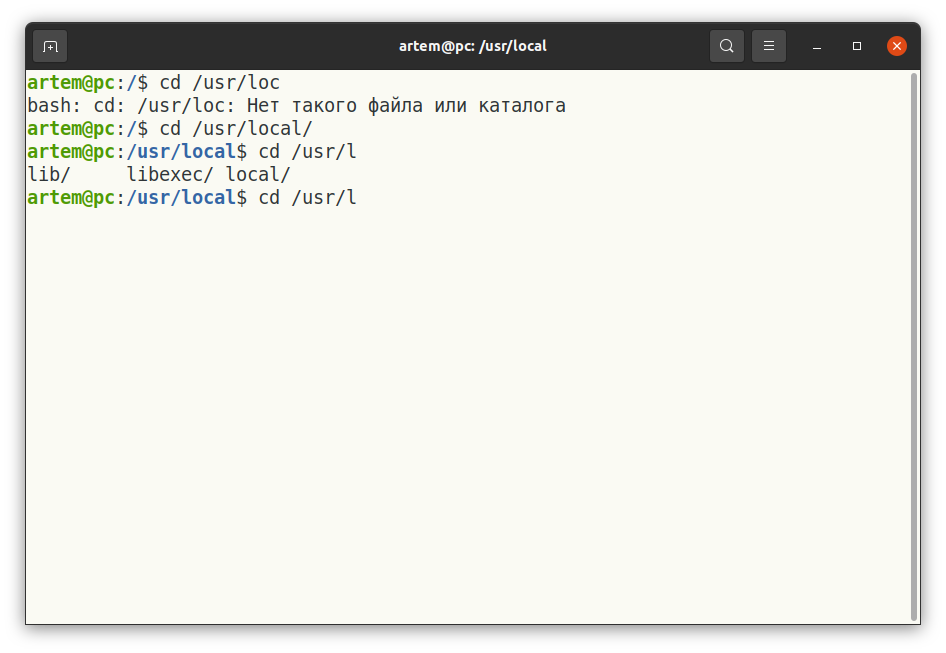 artem@pc: /usr/local
artem@pc:/$ cd /usr/loc
bash: cd: /usr/loc: Нет такого файла или каталога
artem@pc:/$ cd /usr/local/
artem@pc:/usr/local$ cd /usr/l
lib/     libexec/ local/
artem@pc:/usr/local$ cd /usr/l